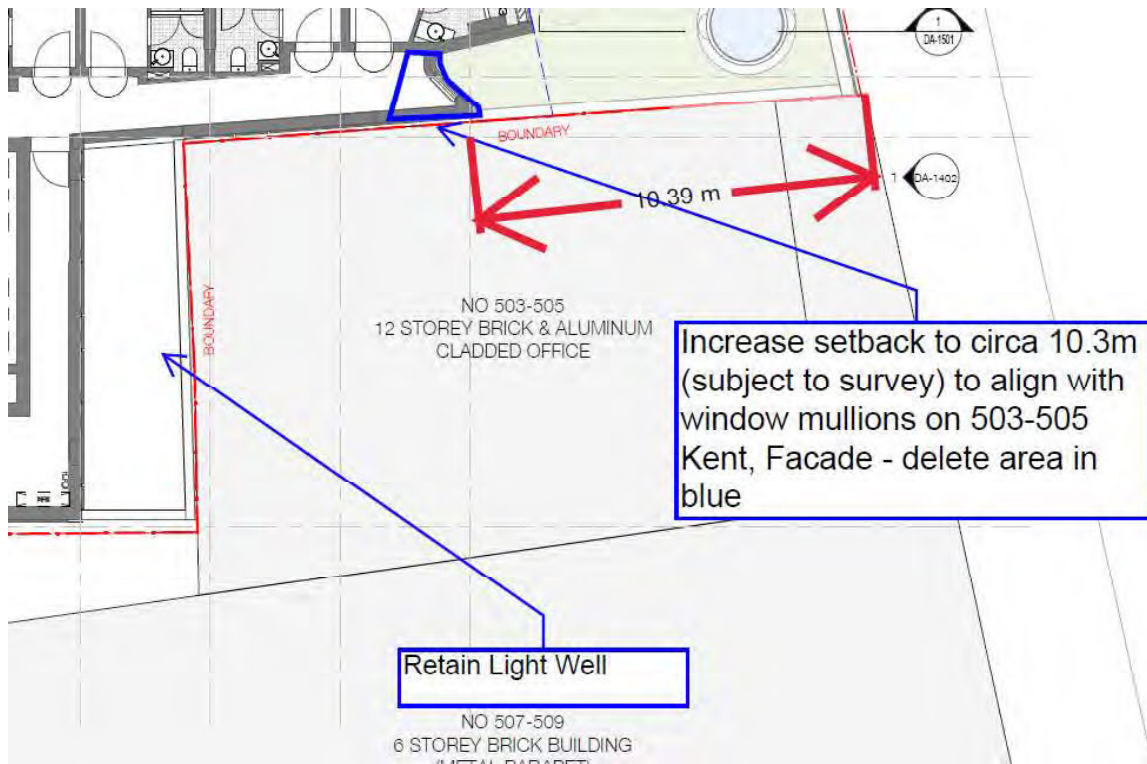 1
DA-1501
BOUNDARY
1 DA-1402
10.39 m
BOUNDARY
NO 503-505
12 STOREY BRICK & ALUMINUM
CLADDED OFFICE
Increase setback to circa 10.3m
(subject to survey) to align with
window mullions on 503-505
Kent, Facade - delete area in
blue
Retain Light Well
NO 507-509
6 STOREY BRICK BUILDING
(METAL PARAPET)